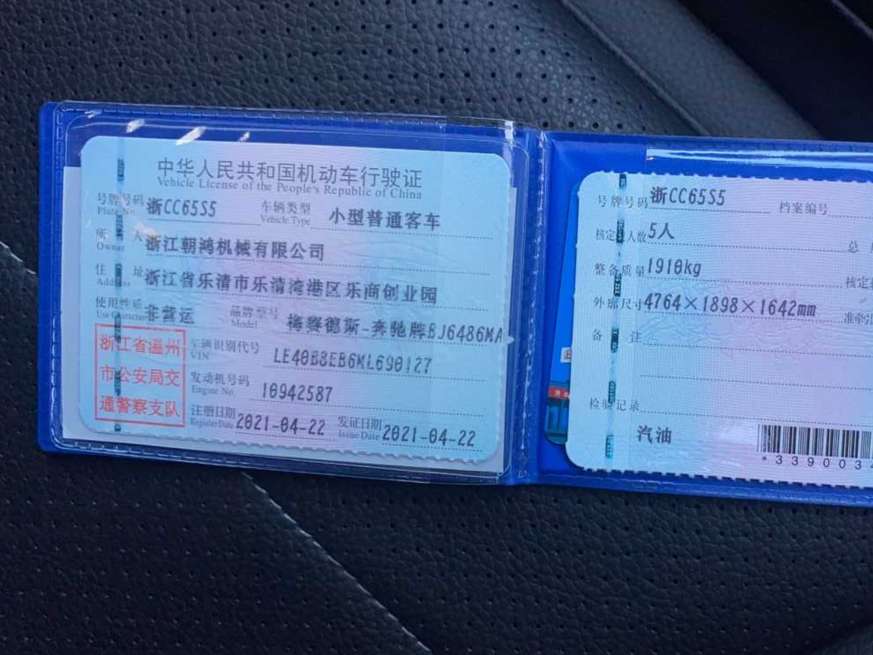 中华人民共和国机动车行驶证
Vehicle License of the People's Republic of China
号牌号码 浙CC65S5 车辆类型 小型普通客车
Plate No. Vehicle Type
所 人 浙江朝鸿机械有限公司
Owner
住 址 浙江省乐清市乐清湾港区乐商创业园
Address
使用性质 非营运 品牌型号 梅赛德斯-奔驰牌BJ6486MA
Use Character Model
浙江省温州
市公安局交
通警察支队
车辆识别代号 LE40B8EB6ML690127
VIN
发动机号码 10942587
Engine No.
注册日期 2021-04-22 发证日期 2021-04-22
Register Date Issue Date
号牌号码 浙CC65S5 档案编号
核定 人数 5人 总
整备质量 1910kg 核定
外廓尺寸 4764×1898×1642mm 准牵引
备 注
检验记录
汽油
*339003